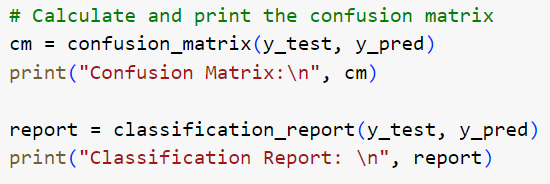 # Calculate and print the confusion matrix
cm = confusion_matrix(y_test, y_pred)
print("Confusion Matrix:\n", cm)
report = classification_report(y_test, y_pred)
print("Classification Report: \n", report)